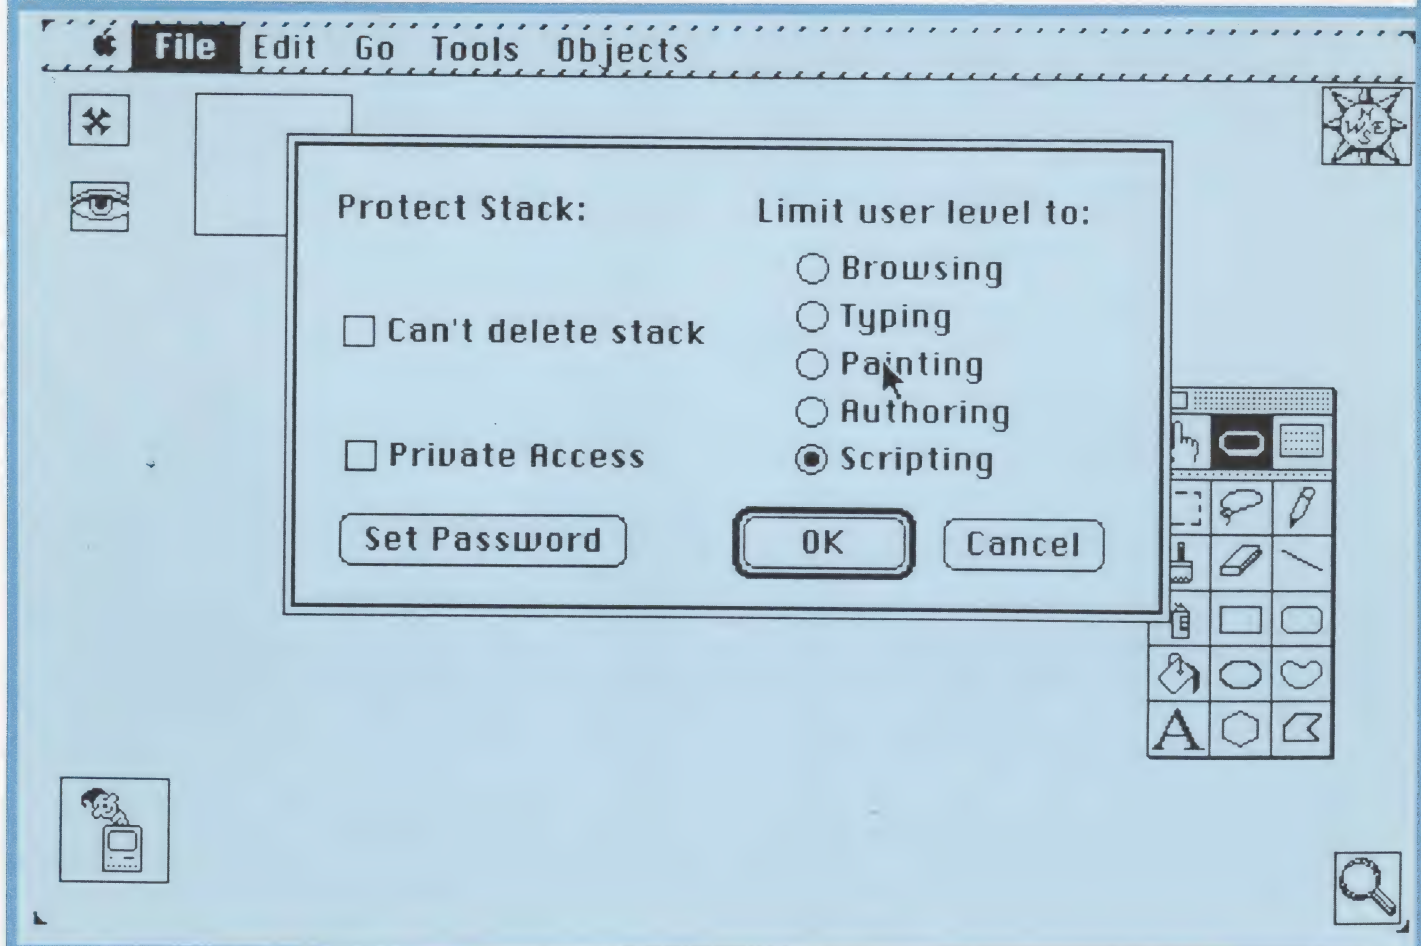 File Edit Go Tools Objects
Protect Stack:
Can't delete stack
Private Access
Set Password
Limit user level to:
Browsing
Typing
Painting
Authoring
Scripting
OK
Cancel
N
W E
S
A